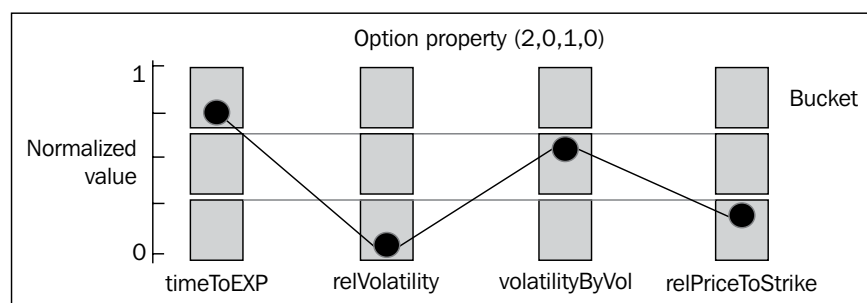 Option property (2,0,1,0)
1
Bucket
Normalized
value
0
timeToEXP relVolatility volatilityByVol relPriceToStrike